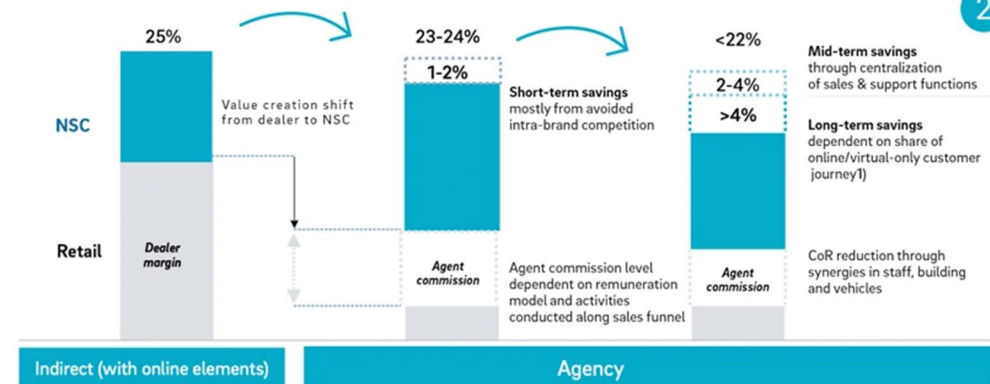 2
25%
23-24%
<22%
1-2%
2-4%
>4%
NSC
Value creation shift
from dealer to NSC
Short-term savings
mostly from avoided
intra-brand competition
Mid-term savings
through centralization
of sales & support functions
Long-term savings
dependent on share of
online/virtual-only customer
journey1)
Retail
Dealer
margin
Agent
commission
Agent commission level
dependent on remuneration
model and activities
conducted along sales funnel
Agent
commission
CoR reduction through
synergies in staff, building
and vehicles
Indirect (with online elements)
Agency